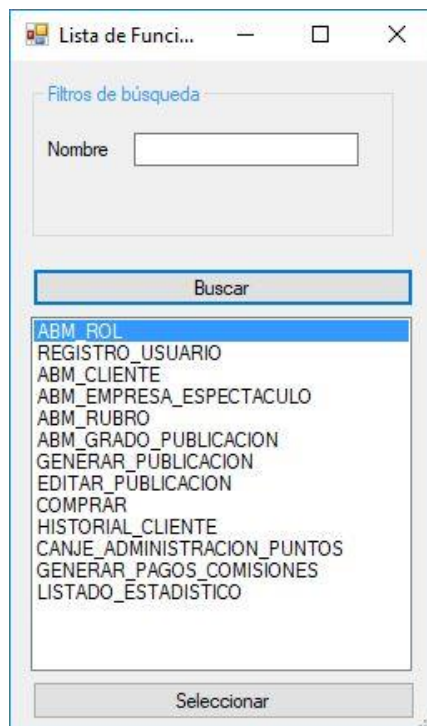 Lista de Funci...
Filtros de búsqueda
Nombre
Buscar
ABM_ROL
REGISTRO_USUARIO
ABM_CLIENTE
ABM_EMPRESA_ESPECTACULO
ABM_RUBRO
ABM_GRADO_PUBLICACION
GENERAR_PUBLICACION
EDITAR_PUBLICACION
COMPRAR
HISTORIAL_CLIENTE
CANJE_ADMINISTRACION_PUNTOS
GENERAR_PAGOS_COMISIONES
LISTADO_ESTADISTICO
Seleccionar